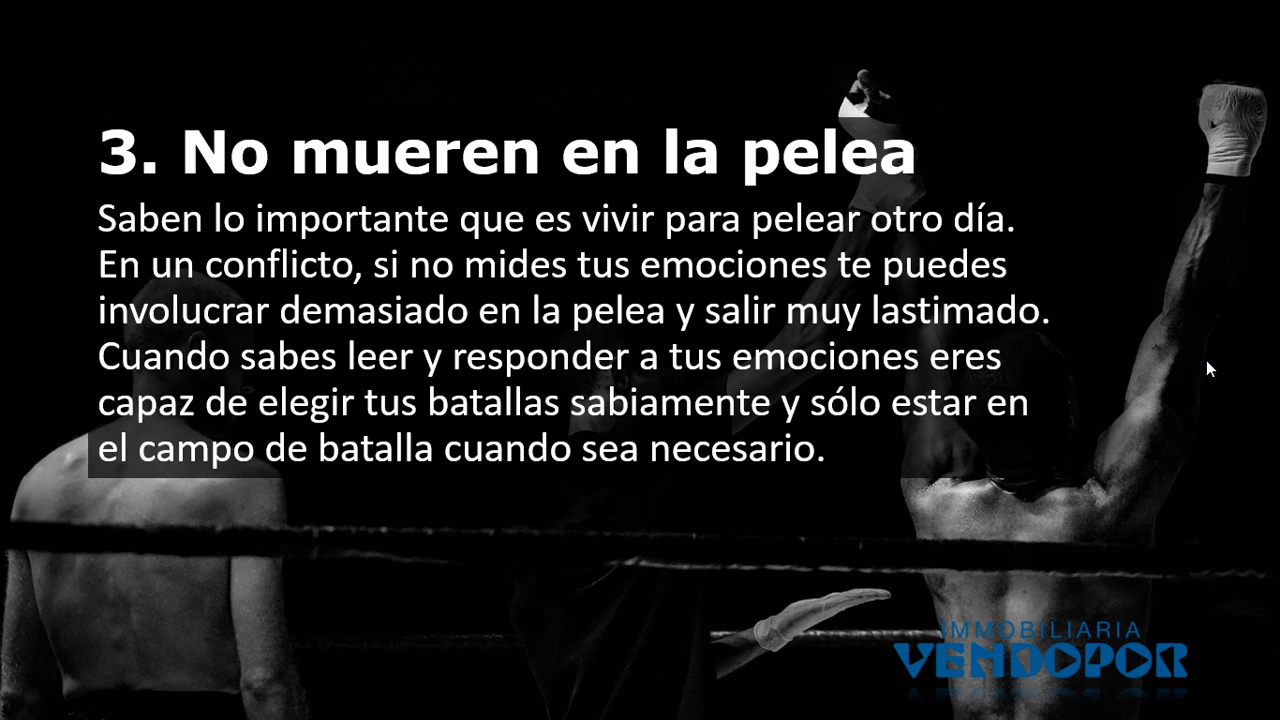 3. No mueren en la pelea
Saben lo importante que es vivir para pelear otro día.
En un conflicto, si no mides tus emociones te puedes
involucrar demasiado en la pelea y salir muy lastimado.
Cuando sabes leer y responder a tus emociones eres
capaz de elegir tus batallas sabiamente y sólo estar en
el campo de batalla cuando sea necesario.
IMMOBILIARIA
VENDOPOR